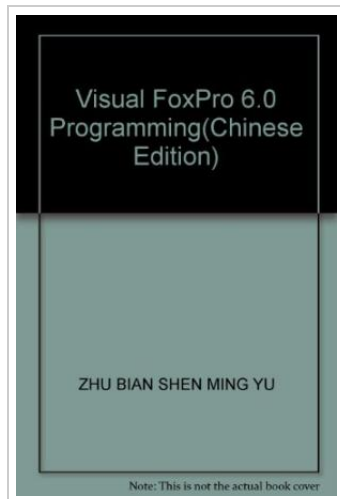 Visual FoxPro 6.0
Programming(Chinese
Edition)
ZHU BIAN SHEN MING YU
Note: This is not the actual book cover